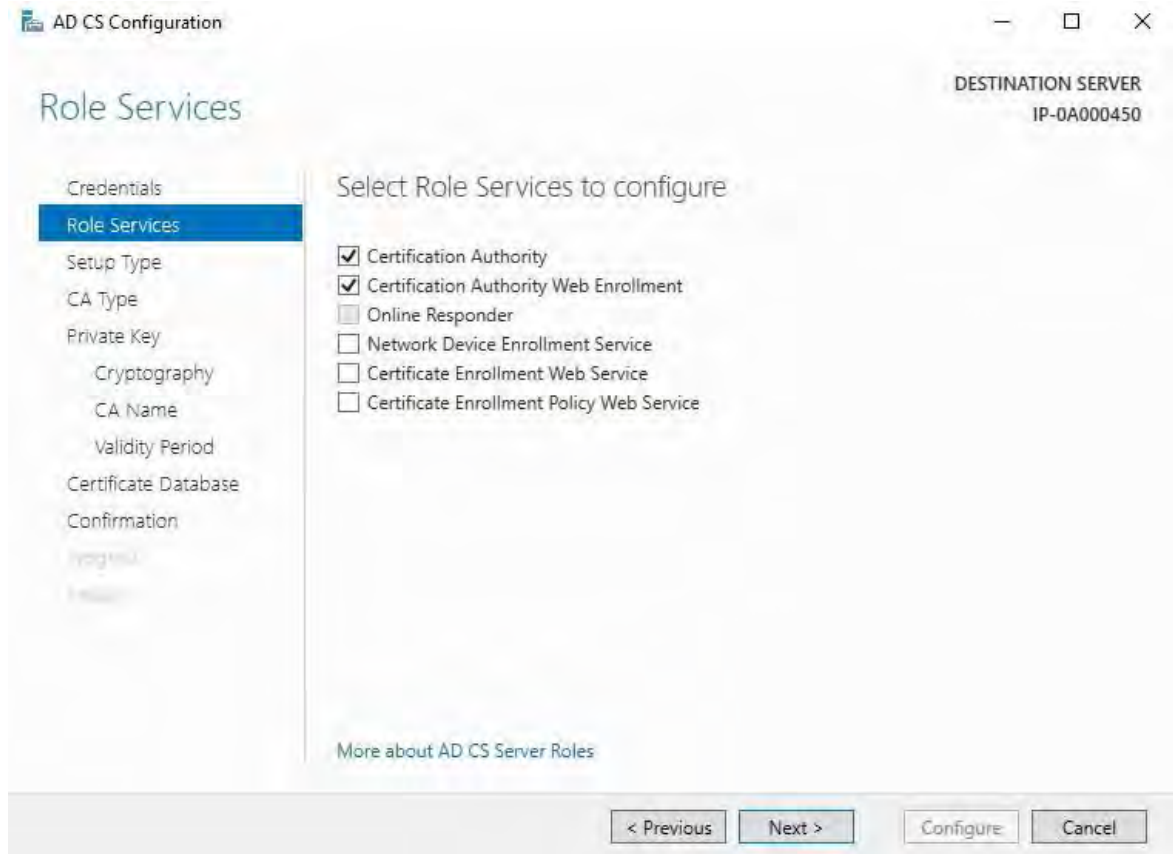 AD CS Configuration
DESTINATION SERVER
IP-0A000450
Role Services
Credentials
Role Services
Setup Type
CA Type
Private Key
Cryptography
CA Name
Validity Period
Certificate Database
Confirmation
Select Role Services to configure
Certification Authority
Certification Authority Web Enrollment
Online Responder
Network Device Enrollment Service
Certificate Enrollment Web Service
Certificate Enrollment Policy Web Service
More about AD CS Server Roles
< Previous
Next >
Configure
Cancel